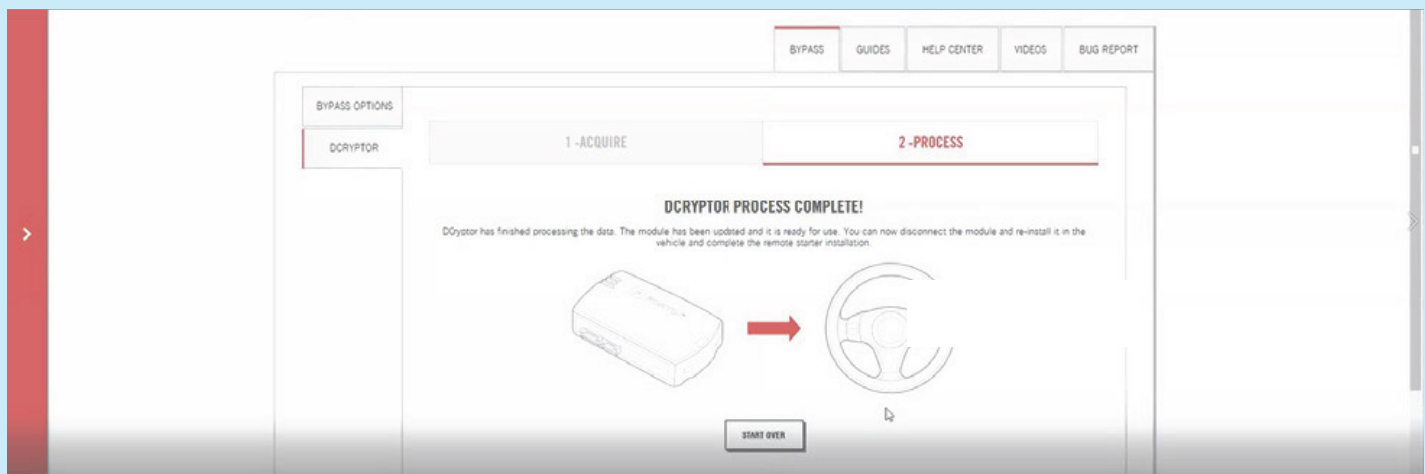 BYPASS
GUIDES
HELP CENTER
VIDEOS
BUG REPORT
BYPASS OPTIONS
DCRYPTOR
1 -ACQUIRE
2 -PROCESS
DCRYPTOR PROCESS COMPLETE!
DCryptor has finished processing the data. The module has been updated and it is ready for use. You can now disconnect the module and re-install it in the
vehicle and complete the remote starter installation.
START OVER